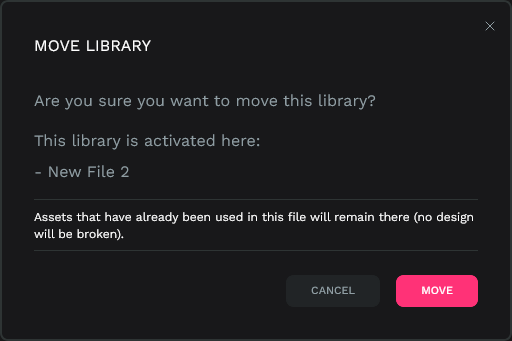 MOVE LIBRARY
Are you sure you want to move this library?
This library is activated here:
- New File 2
Assets that have already been used in this file will remain there (no design
will be broken).
CANCEL
MOVE